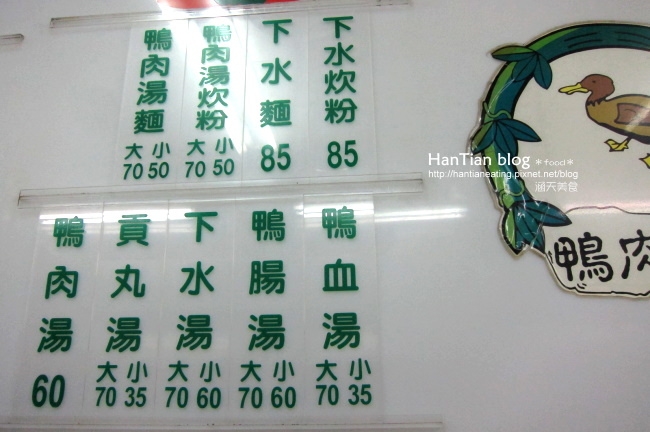 鴨肉湯麵 大70 小50
鴨肉湯炊粉 大70 小50
下水麵 85
下水炊粉 85
鴨肉湯 60
貢丸湯 大70 小35
下水湯 大70 小60
鴨腸湯 大70 小60
鴨血湯 大70 小35
鴨肉
HanTian blog *food*
http://hantianeating.pixnet.net/blog
涵天美食